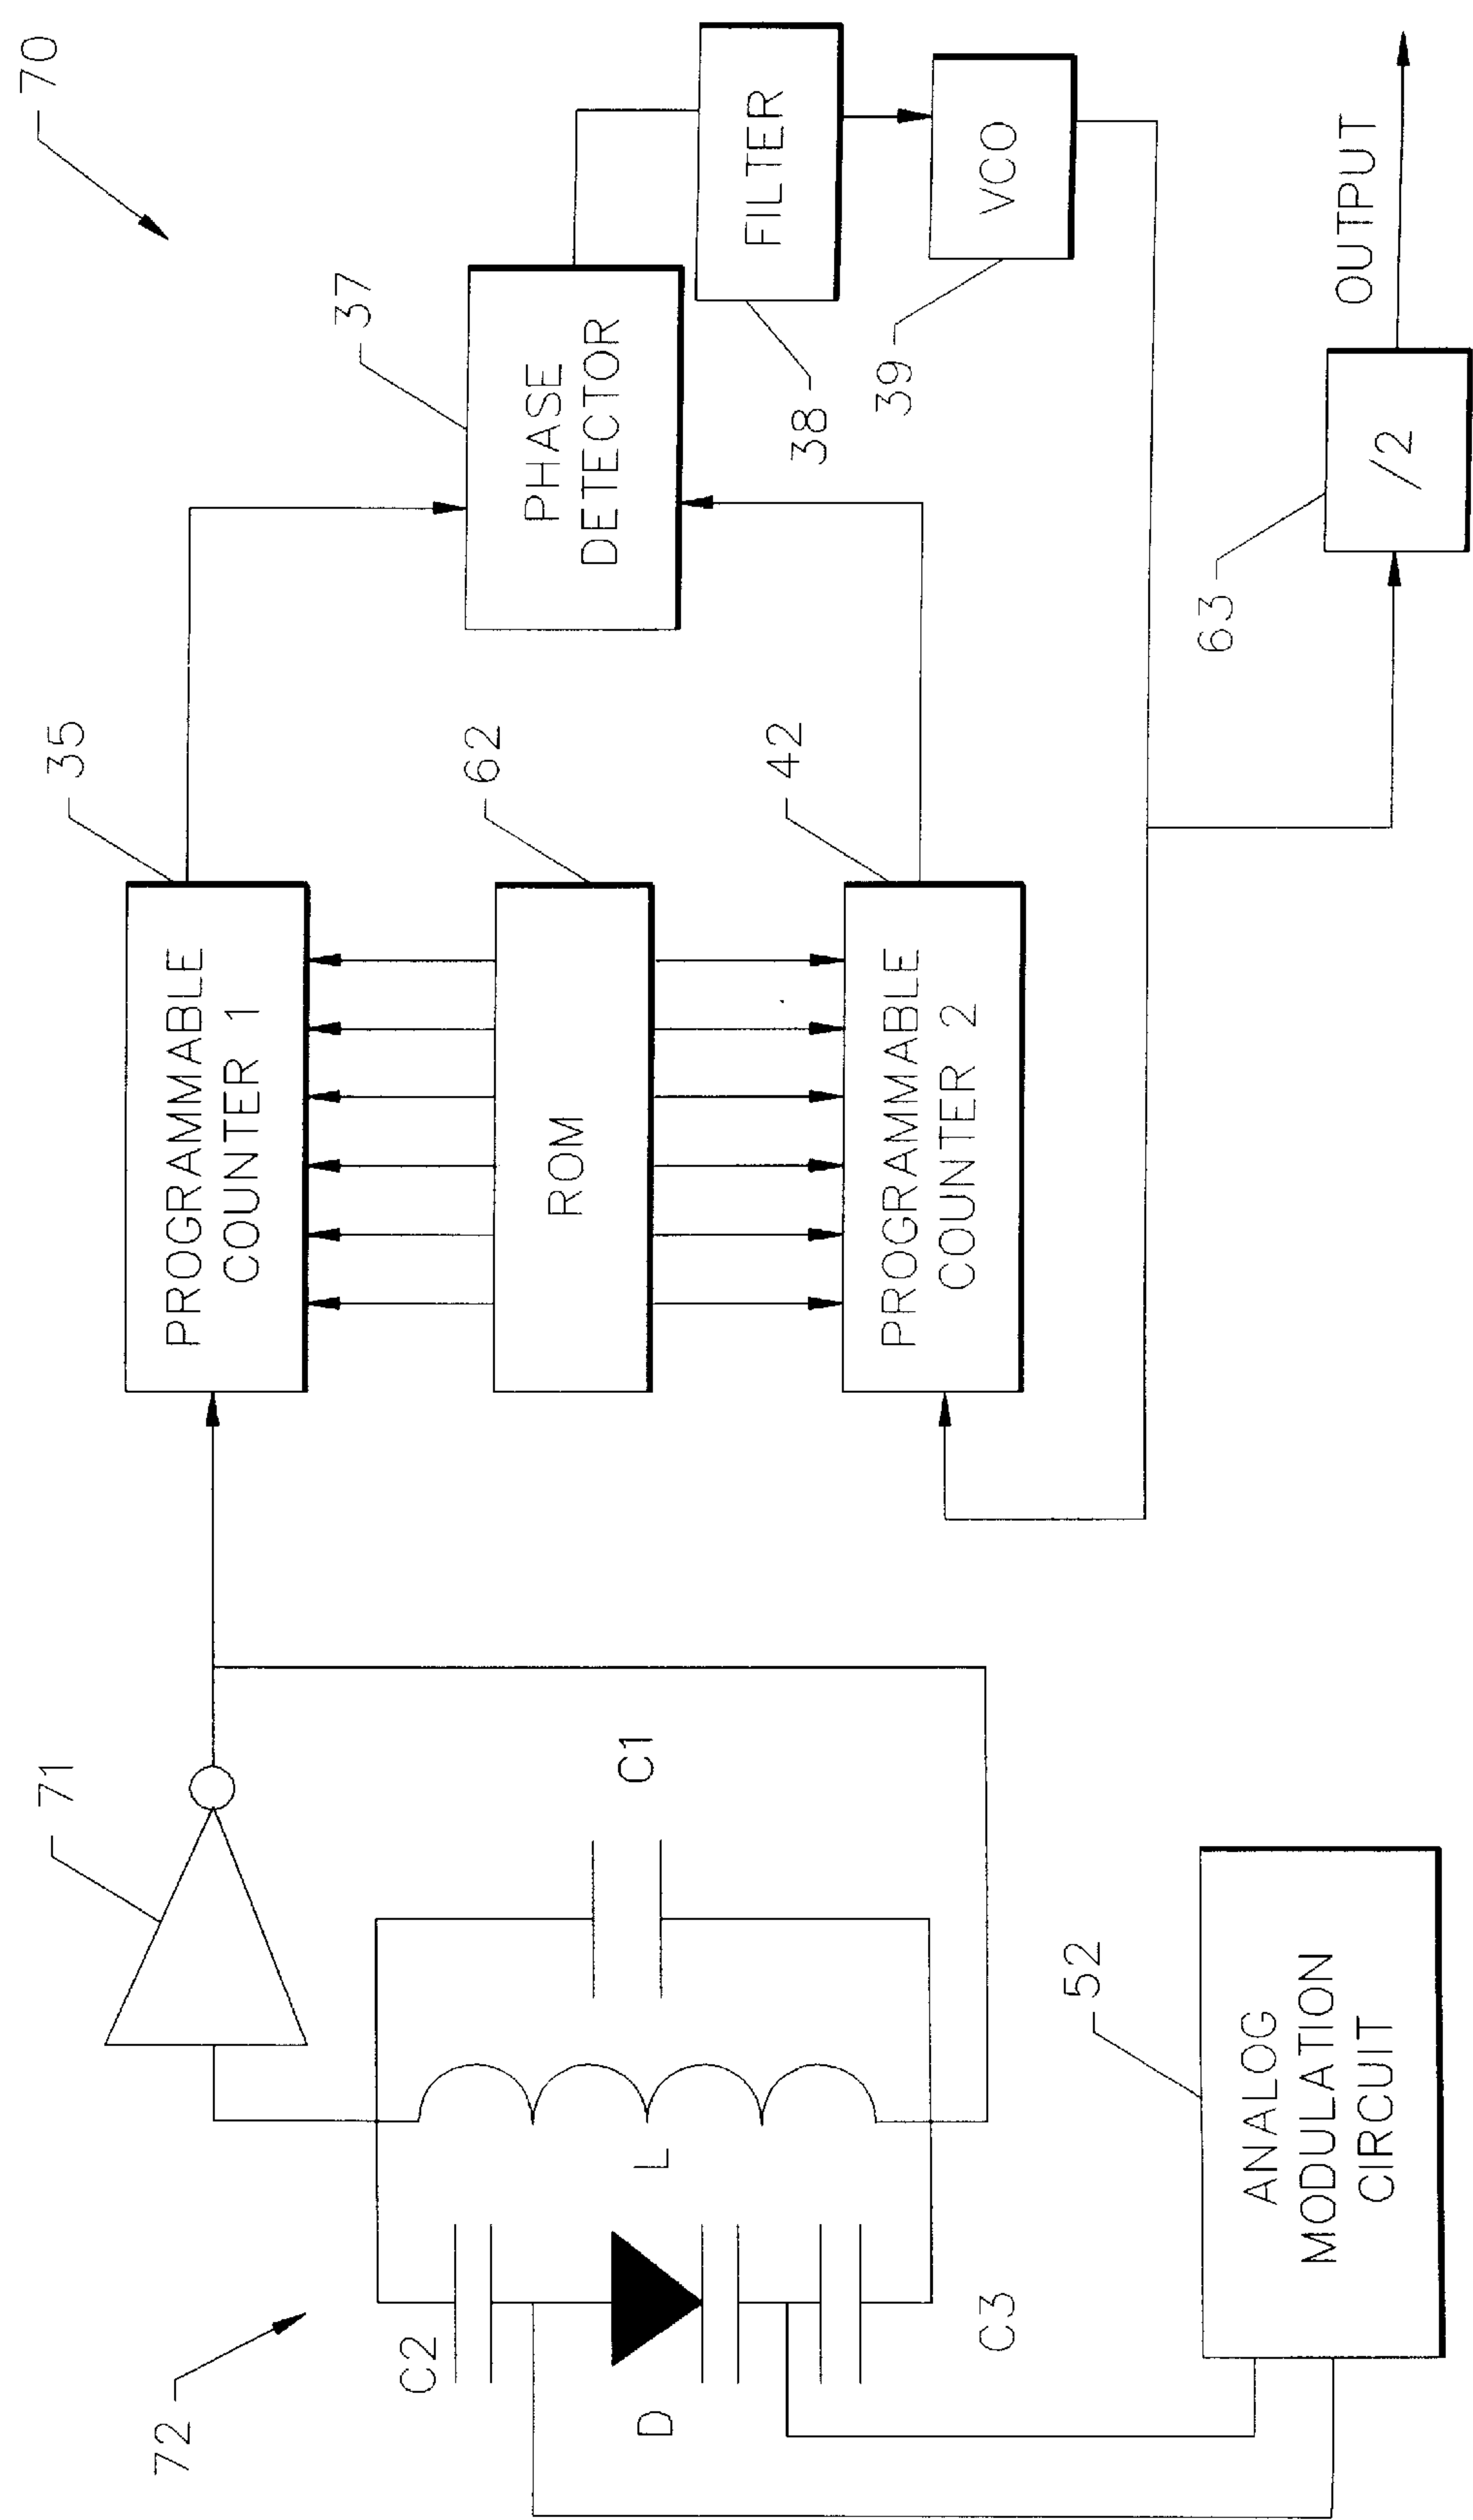 70
35
PROGRAMMABLE
COUNTER 1
37
PHASE
DETECTOR
FILTER
38
VCO
39
62
ROM
42
PROGRAMMABLE
COUNTER 2
63
/2
OUTPUT
71
72
C2
D
C3
L
C1
52
ANALOG
MODULATION
CIRCUIT